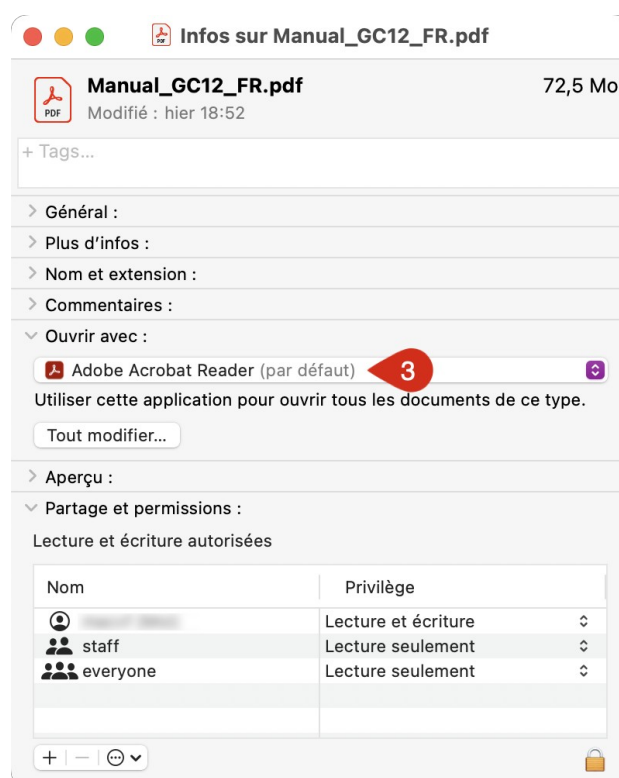 Infos sur Manual_GC12_FR.pdf
Manual_GC12_FR.pdf 72,5 Mo
PDF Modifié : hier 18:52
+ Tags...
Général :
Plus d’infos :
Nom et extension :
Commentaires :
Ouvrir avec :
Adobe Acrobat Reader (par défaut) 3
Utiliser cette application pour ouvrir tous les documents de ce type.
Tout modifier...
Aperçu :
Partage et permissions :
Lecture et écriture autorisées
Nom Privilège
Lecture et écriture
staff Lecture seulement
everyone Lecture seulement